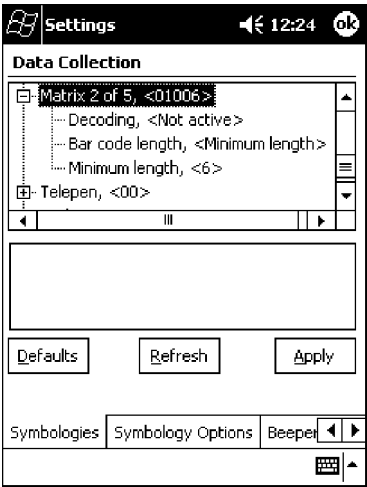 Settings 12:24 ok
Data Collection
Matrix 2 of 5, <01006>
Decoding, <Not active>
Bar code length, <Minimum length>
Minimum length, <6>
Telepen, <00>
Defaults Refresh Apply
Symbologies Symbology Options Beeper